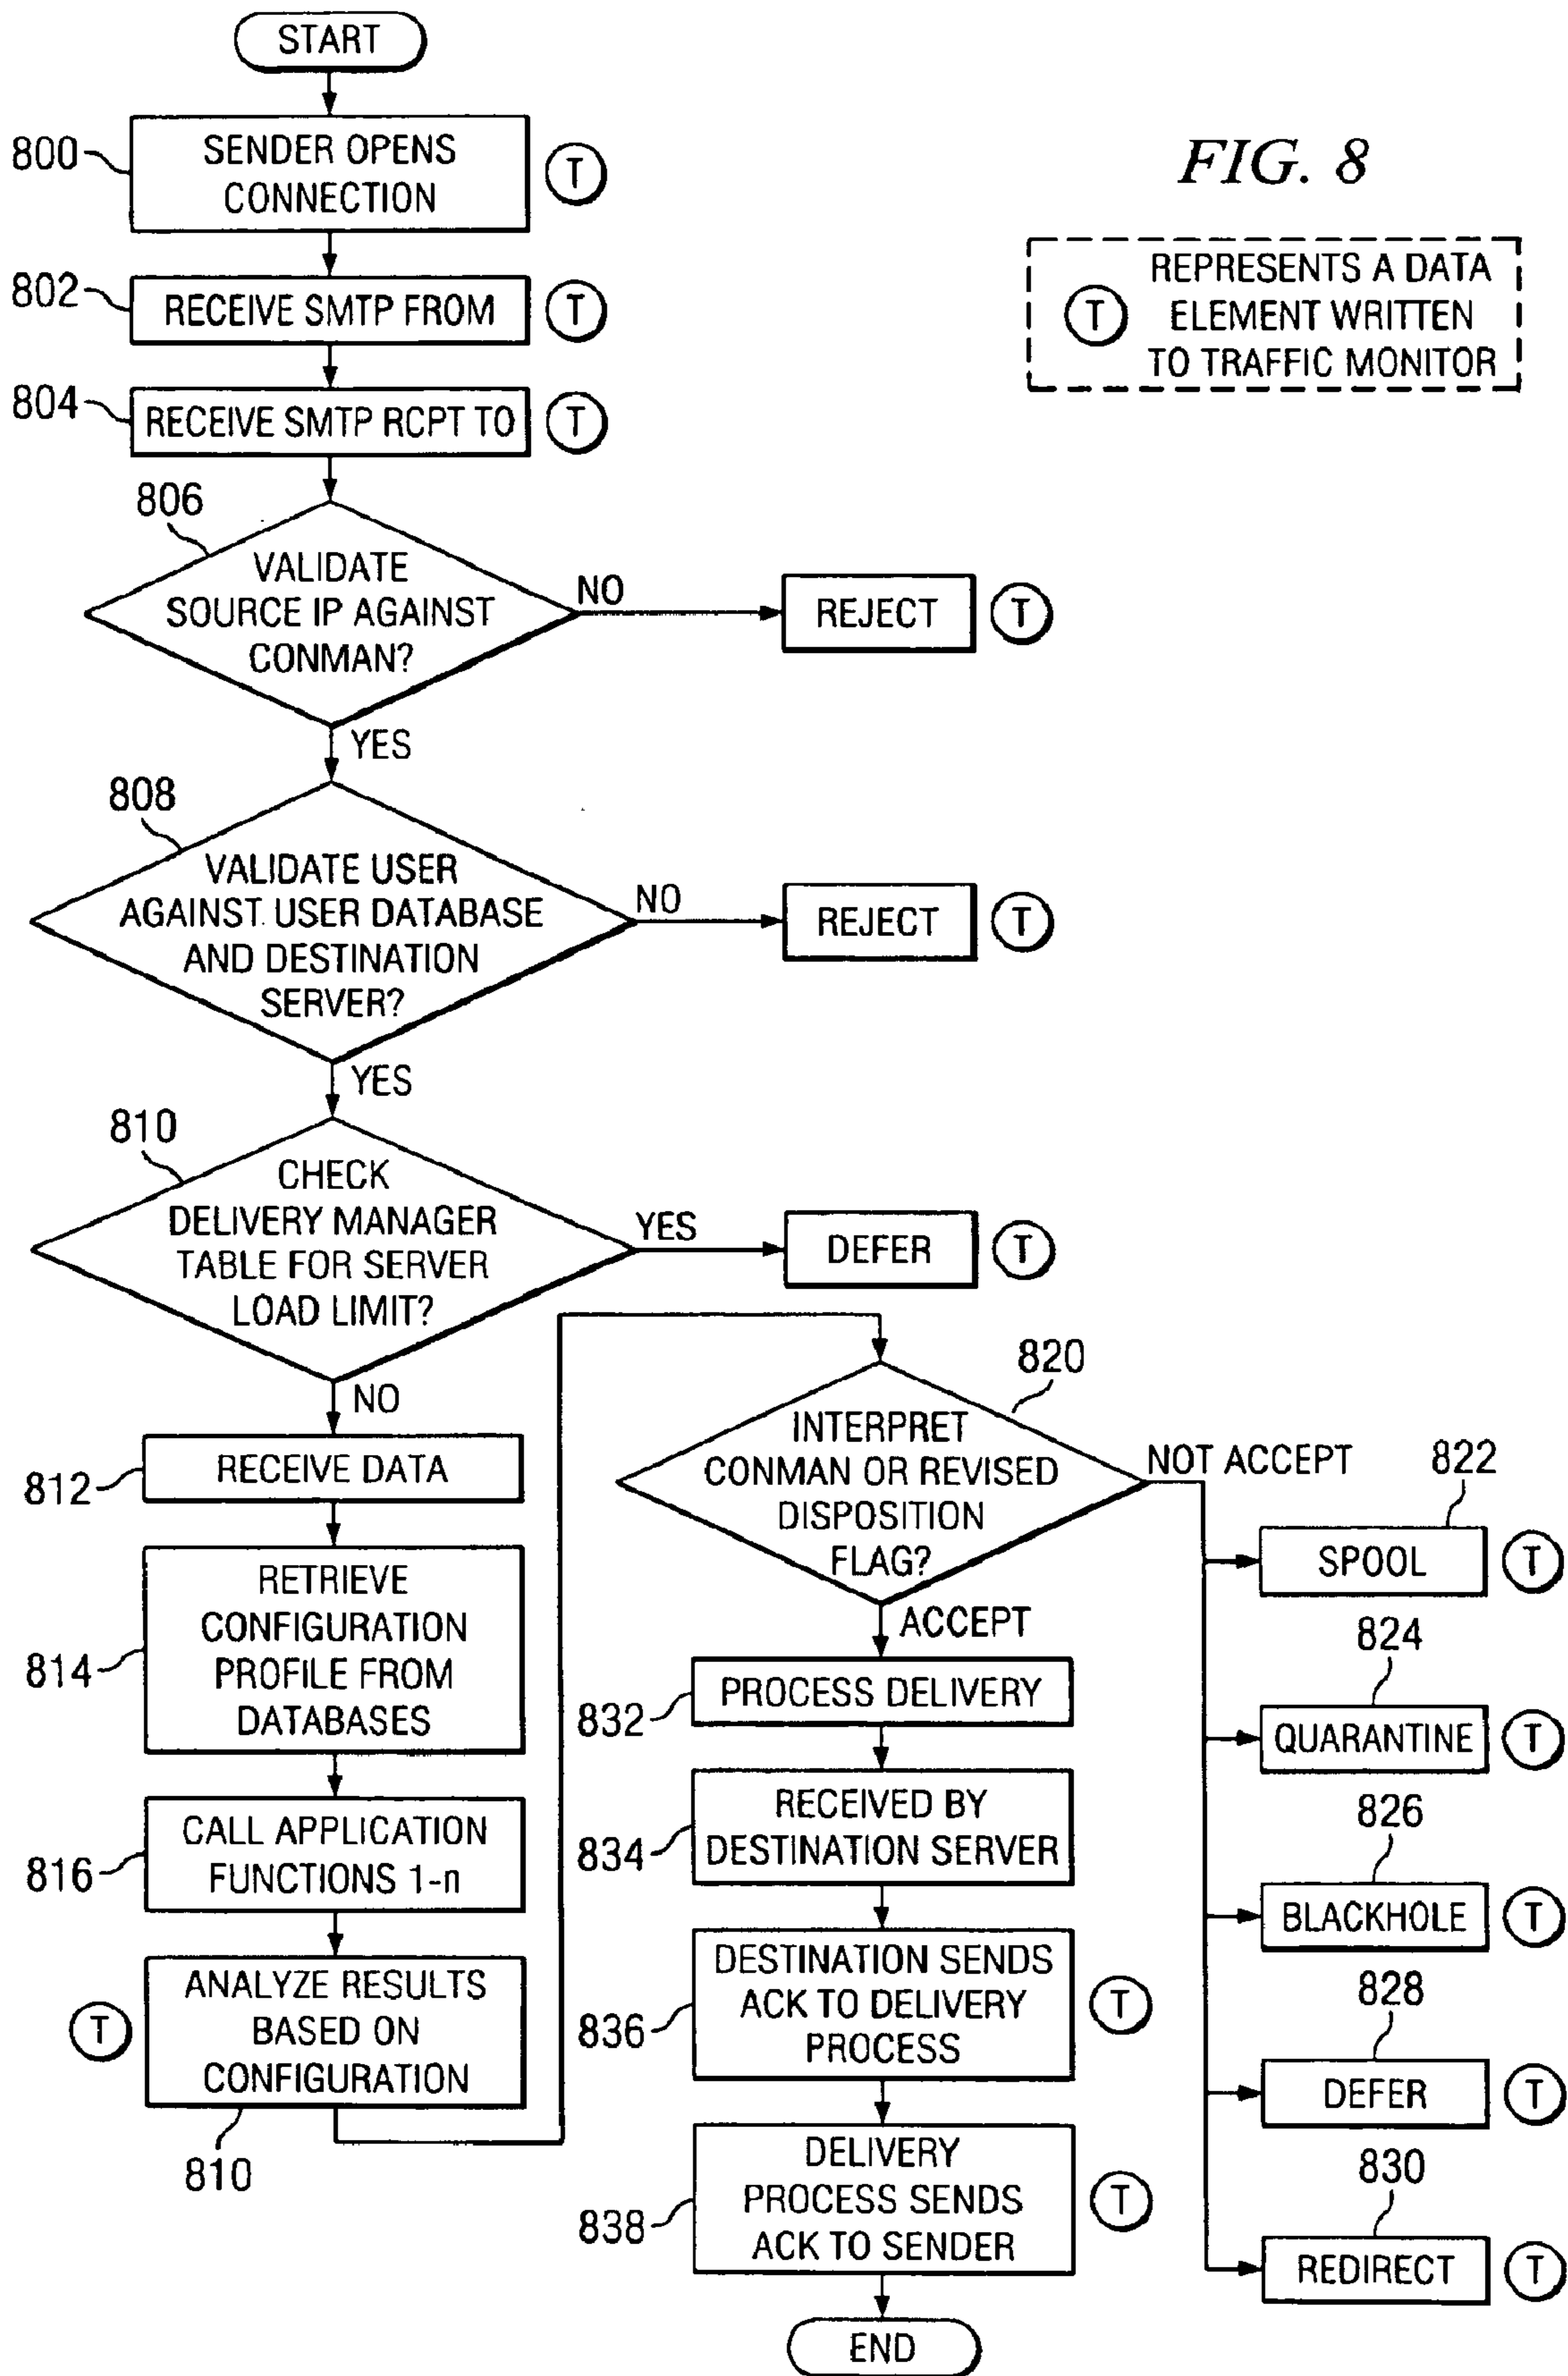 START
800
SENDER OPENS
CONNECTION
T
FIG. 8
T
REPRESENTS A DATA
ELEMENT WRITTEN
TO TRAFFIC MONITOR
802
RECEIVE SMTP FROM
T
804
RECEIVE SMTP RCPT TO
T
806
VALIDATE
SOURCE IP AGAINST
CONMAN?
NO
REJECT
T
YES
808
VALIDATE USER
AGAINST USER DATABASE
AND DESTINATION
SERVER?
NO
REJECT
T
YES
810
CHECK
DELIVERY MANAGER
TABLE FOR SERVER
LOAD LIMIT?
YES
DEFER
T
NO
812
RECEIVE DATA
814
RETRIEVE
CONFIGURATION
PROFILE FROM
DATABASES
816
CALL APPLICATION
FUNCTIONS 1-n
T
ANALYZE RESULTS
BASED ON
CONFIGURATION
810
820
INTERPRET
CONMAN OR REVISED
DISPOSITION
FLAG?
NOT ACCEPT
822
SPOOL
T
824
QUARANTINE
T
826
BLACKHOLE
T
828
DEFER
T
830
REDIRECT
T
ACCEPT
832
PROCESS DELIVERY
834
RECEIVED BY
DESTINATION SERVER
836
DESTINATION SENDS
ACK TO DELIVERY
PROCESS
T
838
DELIVERY
PROCESS SENDS
ACK TO SENDER
T
END